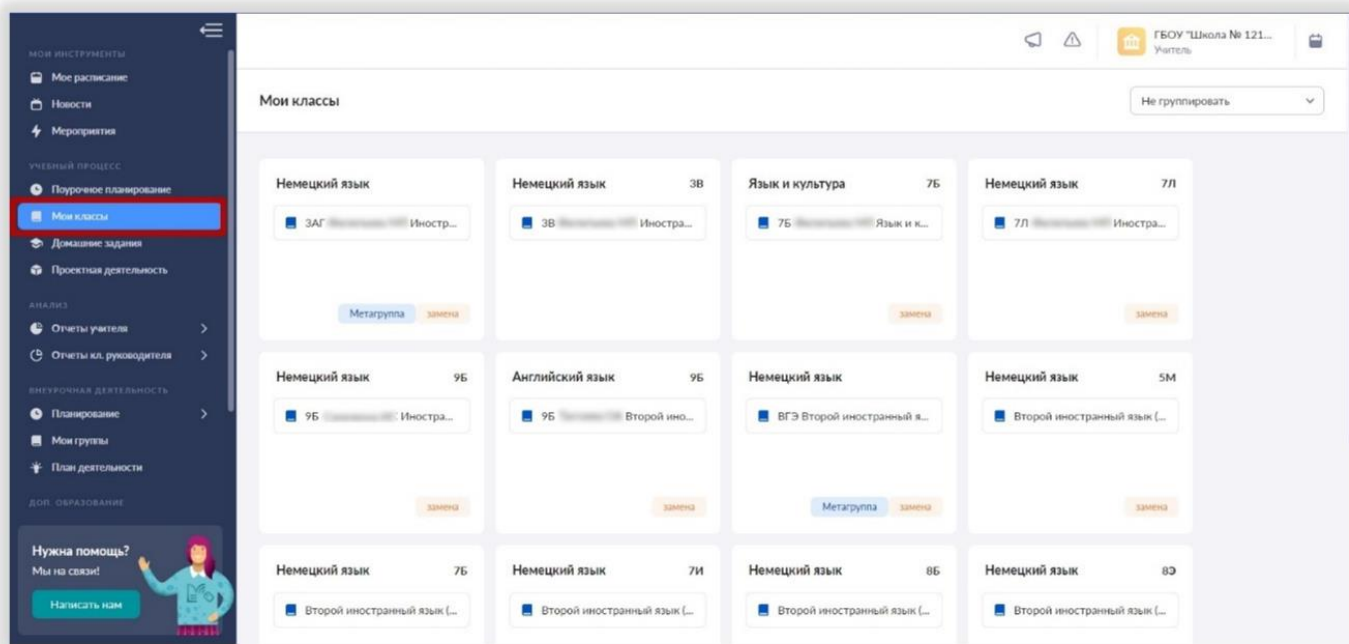 МОИ ИНСТРУМЕНТЫ
Мое расписание
Новости
Мероприятия
УЧЕБНЫЙ ПРОЦЕСС
Поурочное планирование
Мои классы
Домашние задания
Проектная деятельность
АНАЛИЗ
Отчеты учителя
Отчеты кл. руководителя
ВНЕУРОЧНАЯ ДЕЯТЕЛЬНОСТЬ
Планирование
Мои группы
План деятельности
ДОП. ОБРАЗОВАНИЕ
Нужна помощь?
Мы на связи!
Написать нам
ГБОУ "Школа № 121...
Учитель
Мои классы
Не группировать
Немецкий язык
3АГ Иностр...
Метагруппа замена
Немецкий язык 3В
3В Иностра...
Язык и культура 7Б
7Б Язык и к...
замена
Немецкий язык 7Л
7Л Иностра...
замена
Немецкий язык 9Б
9Б Иностра...
замена
Английский язык 9Б
9Б Второй ино...
замена
Немецкий язык
ВГЭ Второй иностранный я...
Метагруппа замена
Немецкий язык 5М
Второй иностранный язык (...
замена
Немецкий язык 7Б
Второй иностранный язык (...
Немецкий язык 7И
Второй иностранный язык (...
Немецкий язык 8Б
Второй иностранный язык (...
Немецкий язык 8Э
Второй иностранный язык (...